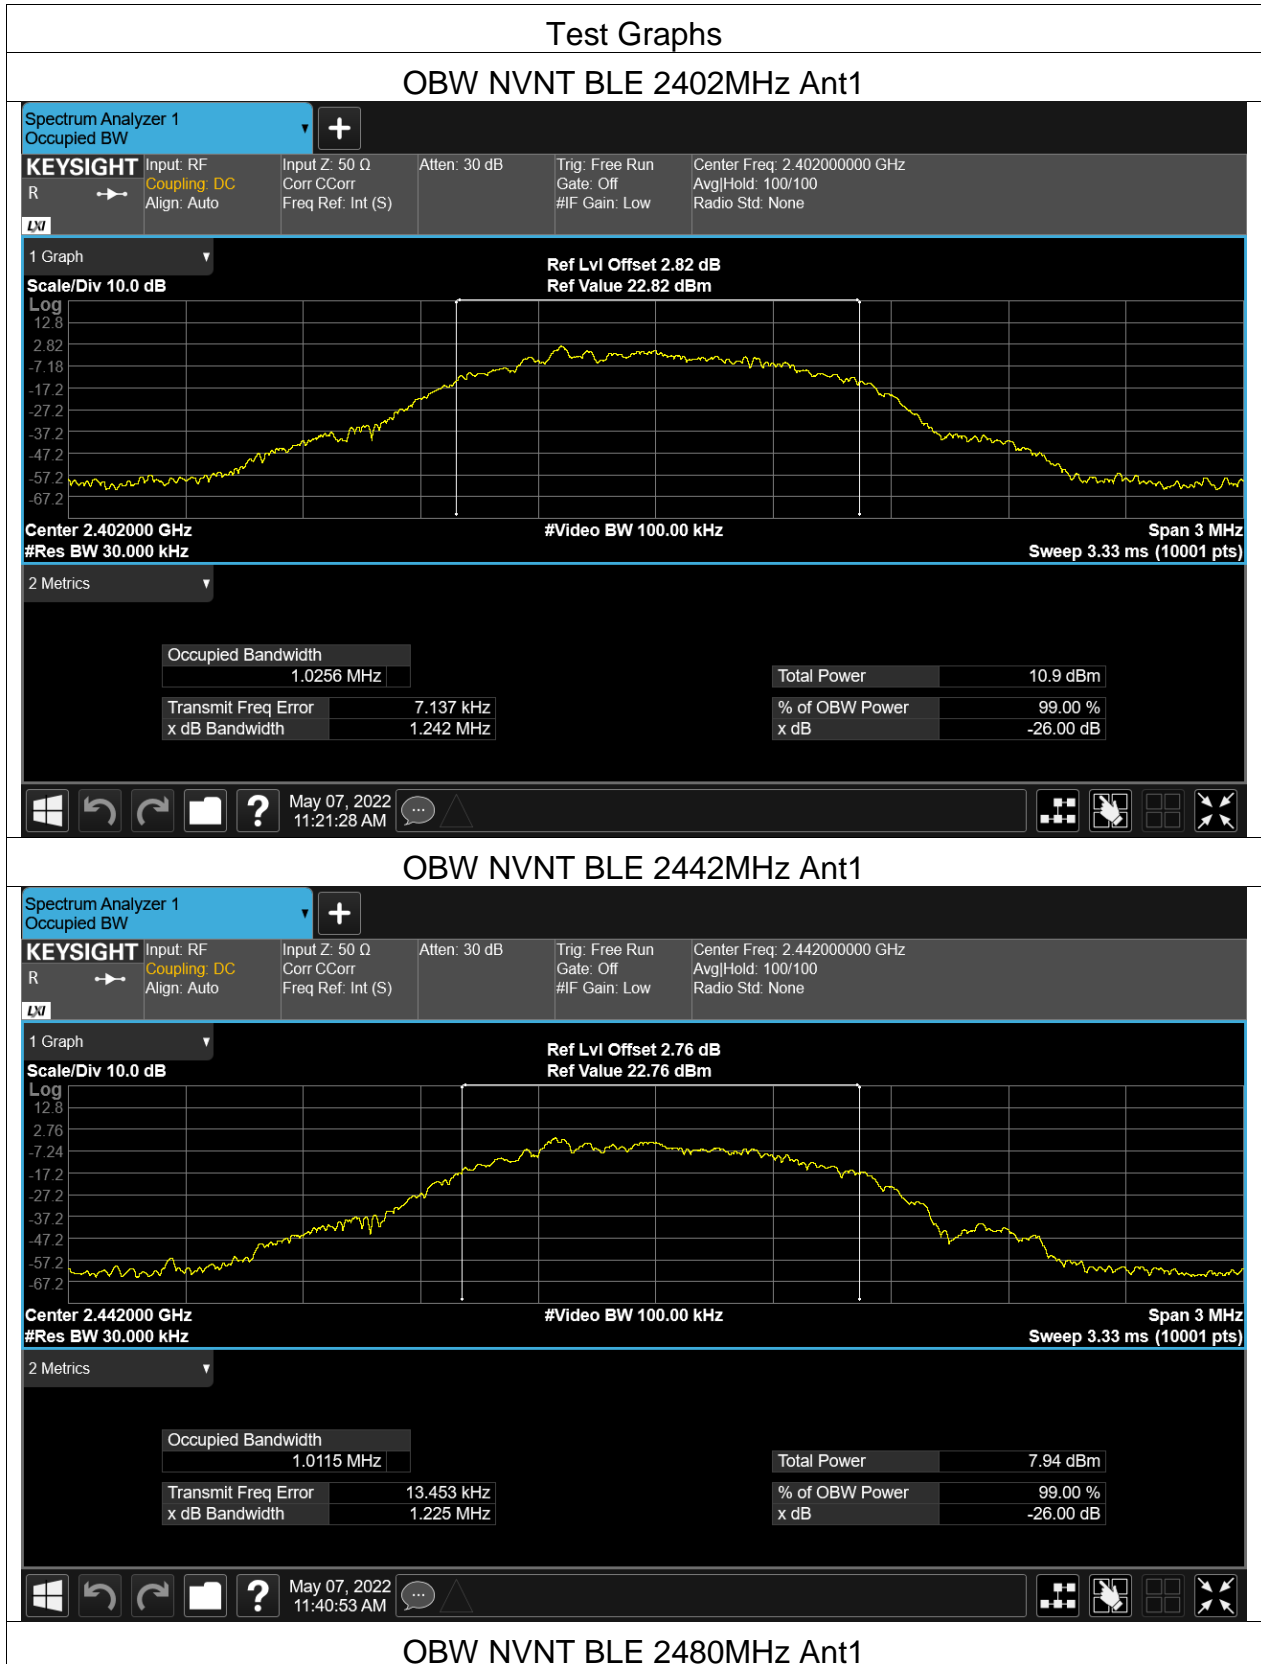 Test Graphs
OBW NVNT BLE 2402MHz Ant1
Spectrum Analyzer 1
Occupied BW
+
KEYSIGHT Input: RF Input Z: 50 Ω Atten: 30 dB Trig: Free Run Center Freq: 2.402000000 GHz
R Coupling: DC Corr CCorr Gate: Off Avg|Hold: 100/100
Align: Auto Freq Ref: Int (S) #IF Gain: Low Radio Std: None
LXI
1 Graph
Ref Lvl Offset 2.82 dB
Scale/Div 10.0 dB Ref Value 22.82 dBm
Log
12.8
2.82
-7.18
-17.2
-27.2
-37.2
-47.2
-57.2
-67.2
Center 2.402000 GHz #Video BW 100.00 kHz Span 3 MHz
#Res BW 30.000 kHz Sweep 3.33 ms (10001 pts)
2 Metrics
Occupied Bandwidth
1.0256 MHz Total Power 10.9 dBm
Transmit Freq Error 7.137 kHz % of OBW Power 99.00 %
x dB Bandwidth 1.242 MHz x dB -26.00 dB
? May 07, 2022
11:21:28 AM
OBW NVNT BLE 2442MHz Ant1
Spectrum Analyzer 1
Occupied BW
+
KEYSIGHT Input: RF Input Z: 50 Ω Atten: 30 dB Trig: Free Run Center Freq: 2.442000000 GHz
R Coupling: DC Corr CCorr Gate: Off Avg|Hold: 100/100
Align: Auto Freq Ref: Int (S) #IF Gain: Low Radio Std: None
LXI
1 Graph
Ref Lvl Offset 2.76 dB
Scale/Div 10.0 dB Ref Value 22.76 dBm
Log
12.8
2.76
-7.24
-17.2
-27.2
-37.2
-47.2
-57.2
-67.2
Center 2.442000 GHz #Video BW 100.00 kHz Span 3 MHz
#Res BW 30.000 kHz Sweep 3.33 ms (10001 pts)
2 Metrics
Occupied Bandwidth
1.0115 MHz Total Power 7.94 dBm
Transmit Freq Error 13.453 kHz % of OBW Power 99.00 %
x dB Bandwidth 1.225 MHz x dB -26.00 dB
? May 07, 2022
11:40:53 AM
OBW NVNT BLE 2480MHz Ant1